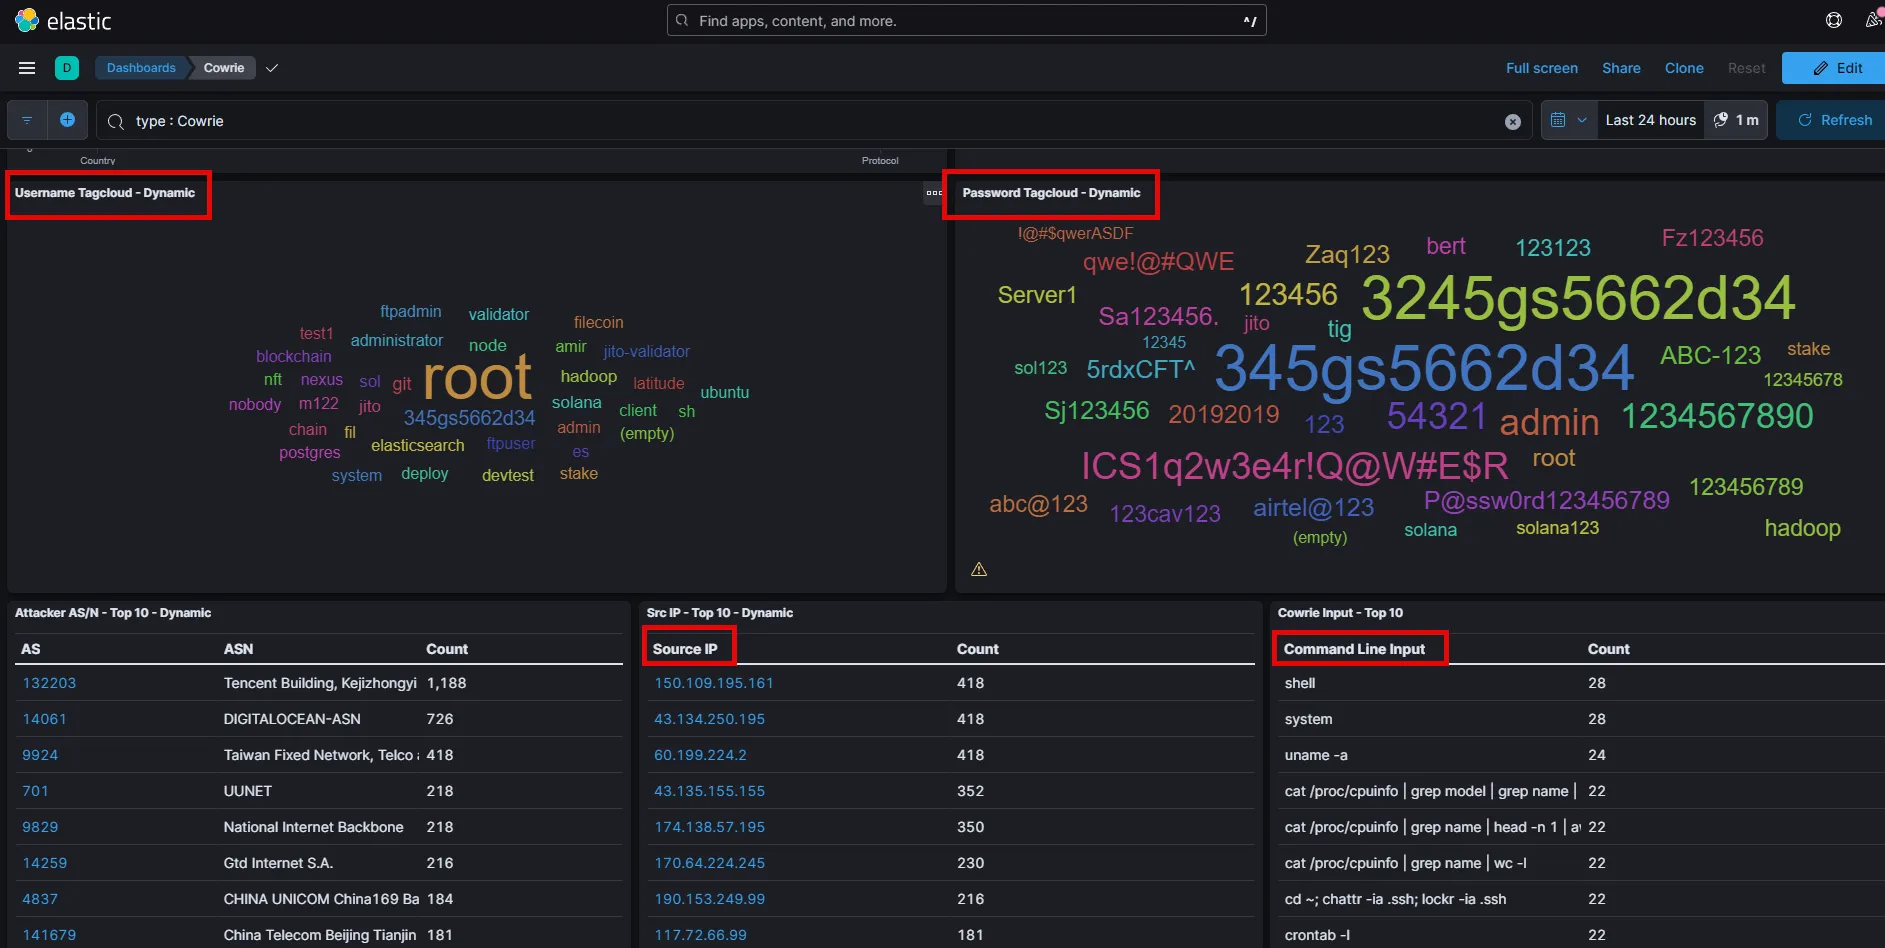 elastic
Find apps, content, and more.
^/
D
Dashboards
Cowrie
Full screen
Share
Clone
Reset
Edit
type : Cowrie
Last 24 hours
1 m
Refresh
Country
Protocol
Username Tagcloud - Dynamic
ftpadmin
validator
filecoin
test1
administrator
node
amir
jito-validator
blockchain
root
nft
nexus
sol
git
hadoop
latitude
ubuntu
nobody
m122
jito
345gs5662d34
solana
client
sh
chain
fil
elasticsearch
ftpuser
admin
(empty)
postgres
es
system
deploy
devtest
stake
Password Tagcloud - Dynamic
!@#$qwerASDF
qwe!@#QWE
Zaq123
bert
123123
Fz123456
Server1
123456
3245gs5662d34
Sa123456.
jito
tig
12345
sol123
5rdxCFT^
345gs5662d34
ABC-123
stake
12345678
Sj123456
20192019
123
54321
admin
1234567890
ICS1q2w3e4r!Q@W#E$R
root
abc@123
123cav123
airtel@123
P@ssw0rd123456789
123456789
(empty)
solana
solana123
hadoop
Attacker AS/N - Top 10 - Dynamic
AS ASN Count
132203 Tencent Building, Kejizhongyi 1,188
14061 DIGITALOCEAN-ASN 726
9924 Taiwan Fixed Network, Telco 418
701 UUNET 218
9829 National Internet Backbone 218
14259 Gtd Internet S.A. 216
4837 CHINA UNICOM China169 Ba 184
141679 China Telecom Beijing Tianjin 181
Src IP - Top 10 - Dynamic
Source IP Count
150.109.195.161 418
43.134.250.195 418
60.199.224.2 418
43.135.155.155 352
174.138.57.195 350
170.64.224.245 230
190.153.249.99 216
117.72.66.99 181
Cowrie Input - Top 10
Command Line Input Count
shell 28
system 28
uname -a 24
cat /proc/cpuinfo | grep model | grep name | 22
cat /proc/cpuinfo | grep name | head -n 1 | 22
cat /proc/cpuinfo | grep name | wc -l 22
cd ~; chattr -ia .ssh; lockr -ia .ssh 22
crontab -l 22